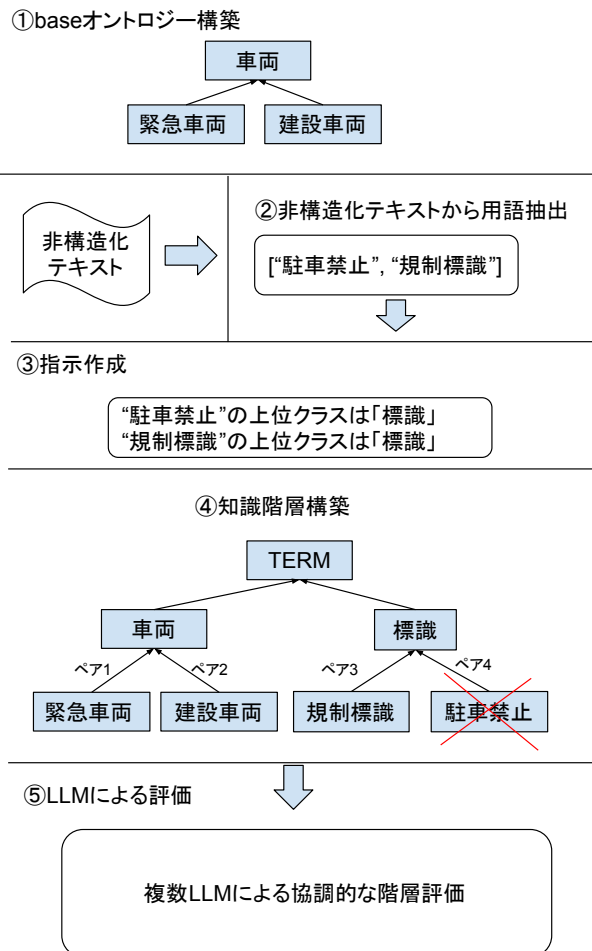 ①baseオントロジー構築
車両
緊急車両
建設車両
非構造化
テキスト
②非構造化テキストから用語抽出
[“駐車禁止”, “規制標識”]
③指示作成
“駐車禁止”の上位クラスは「標識」
“規制標識”の上位クラスは「標識」
④知識階層構築
TERM
車両
標識
ペア1
ペア2
ペア3
ペア4
緊急車両
建設車両
規制標識
駐車禁止
⑤LLMによる評価
複数LLMによる協調的な階層評価